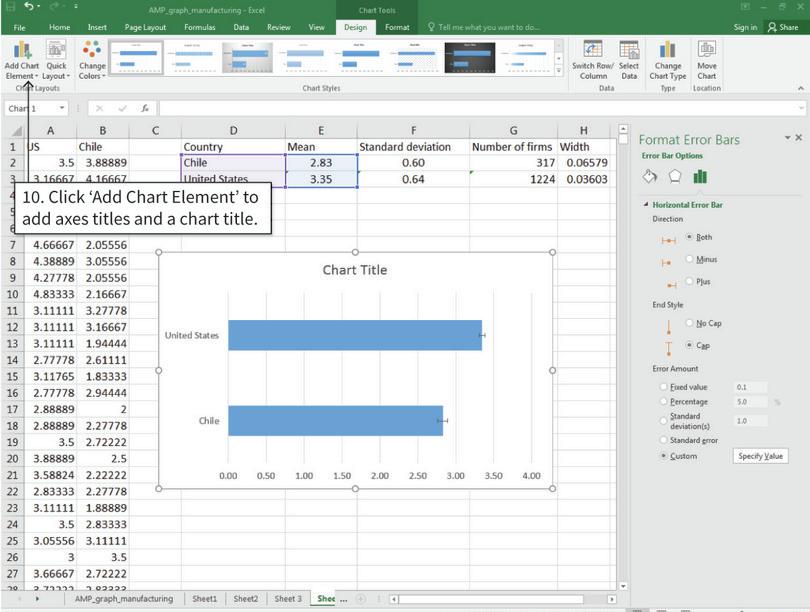 AMP_graph_manufacturing - Excel
Chart Tools
File Home Insert Page Layout Formulas Data Review View Design Format Tell me what you want to do... Sign in Share
Add Chart Element Quick Layout Change Colors Switch Row/ Column Select Data Change Chart Type Move Chart
Chart Layouts Chart Styles Data Type Location
Chart 1 fx
A B C D E F G H
1 US Chile Country Mean Standard deviation Number of firms Width
2 3.5 3.88889 Chile 2.83 0.60 317 0.06579
3 3.16667 4.16667 United States 3.35 0.64 1224 0.03603
10. Click ‘Add Chart Element’ to
add axes titles and a chart title.
7 4.66667 2.05556
8 4.38889 3.05556
9 4.27778 2.05556
10 4.83333 2.16667
11 3.11111 3.27778
12 3.11111 3.16667
13 3.11111 1.94444
14 2.77778 2.61111
15 3.11765 1.83333
16 2.77778 2.94444
17 2.88889 2
18 2.88889 2.27778
19 3.5 2.72222
20 3.88889 2.5
21 3.58824 2.22222
22 2.83333 2.27778
23 3.11111 1.88889
24 3.5 2.83333
25 3.05556 3.11111
26 3 3.5
27 3.66667 2.72222
28 3.72222 2.83333
Chart Title
United States
Chile
0.00 0.50 1.00 1.50 2.00 2.50 3.00 3.50 4.00
Format Error Bars
Error Bar Options
Horizontal Error Bar
Direction
Both
Minus
Plus
End Style
No Cap
Cap
Error Amount
Fixed value 0.1
Percentage 5.0 %
Standard deviation(s) 1.0
Standard error
Custom Specify Value
AMP_graph_manufacturing Sheet1 Sheet2 Sheet 3 Shee ...